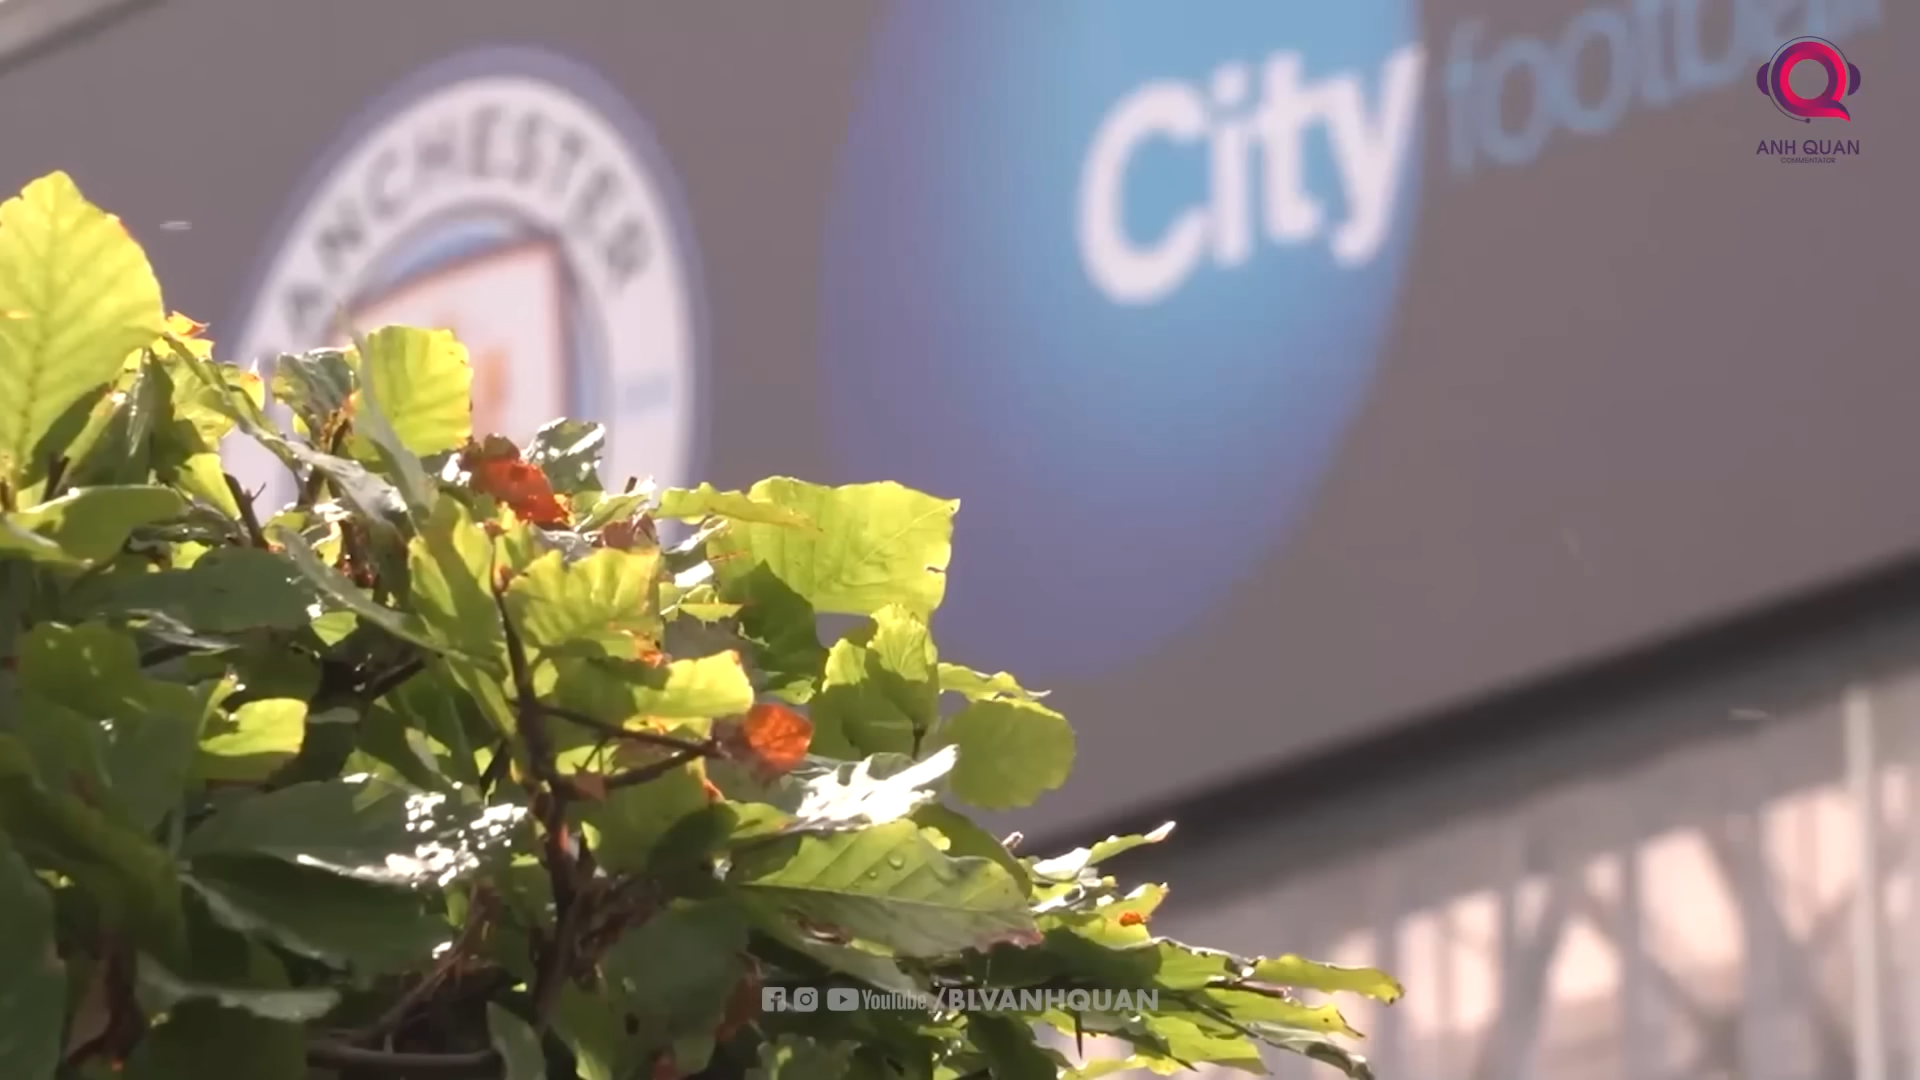 MANCHESTER
City football
ANH QUAN
COMMENTATOR
YouTube /BLVANHQUAN